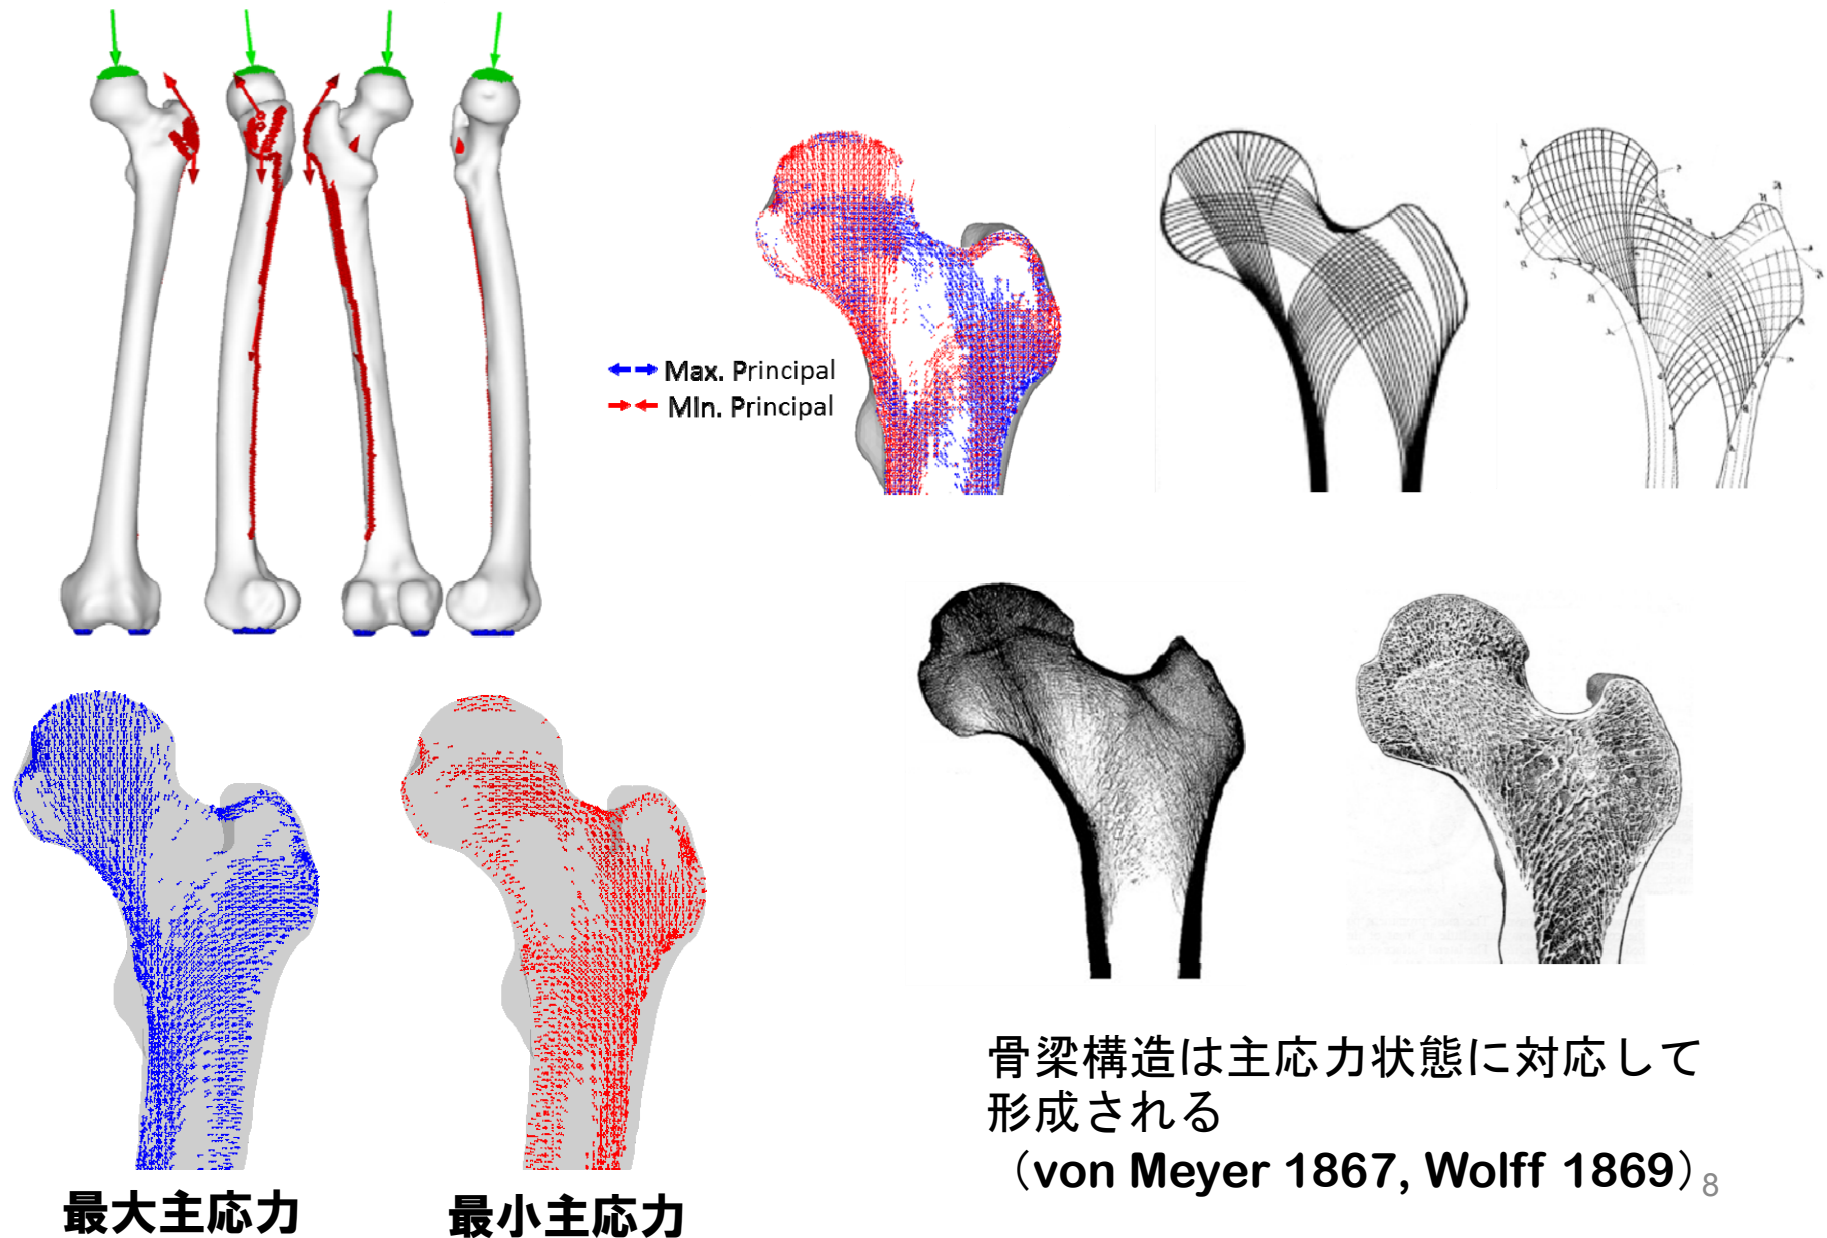 Max. Principal
Min. Principal
最大主応力
最小主応力
骨梁構造は主応力状態に対応して
形成される
（von Meyer 1867, Wolff 1869）
8